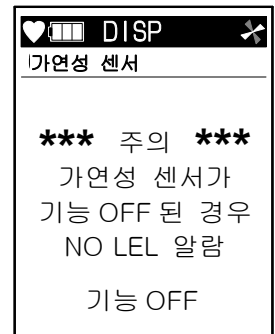 DISP
가연성 센서
*** 주의 ***
가연성 센서가
기능 OFF 된 경우
NO LEL 알람
기능 OFF